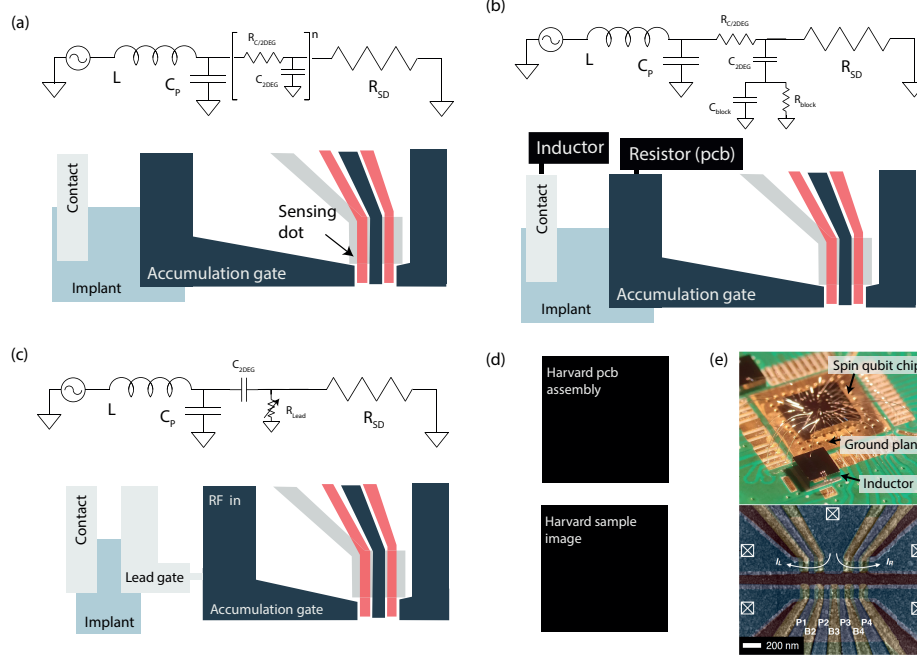 (a)
R_C/2DEG
n
L
C_P
C_2DEG
R_SD
Contact
Sensing
dot
Accumulation gate
Implant
(b)
R_C/2DEG
L
C_P
C_2DEG
R_SD
C_block
R_block
Inductor
Resistor (pcb)
Contact
Accumulation gate
Implant
(c)
C_2DEG
L
C_P
R_Lead
R_SD
Contact
RF in
Lead gate
Implant
Accumulation gate
(d)
Harvard pcb
assembly
Harvard sample
image
(e)
Spin qubit chip
Ground plan
Inductor
I_L
I_R
P1 P2 P3 P4
B2 B3 B4
200 nm